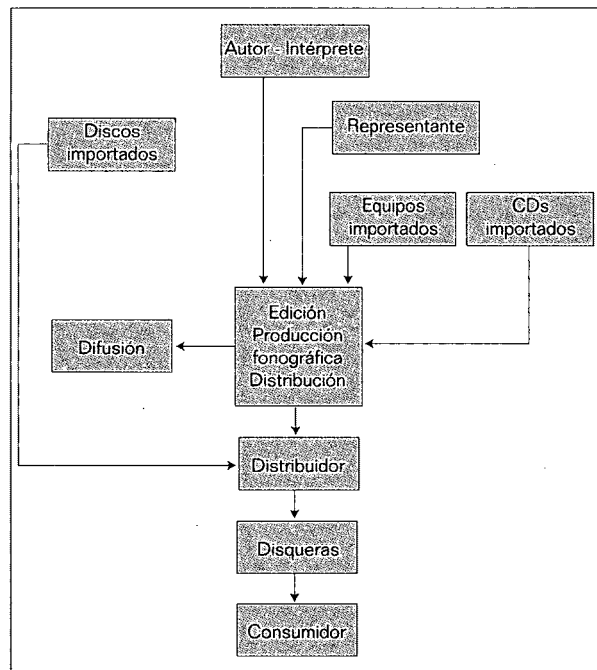 Autor - Intérprete
Discos
importados
Representante
Equipos
importados
CDs
importados
Edición
Producción
fonográfica
Distribución
Difusión
Distribuidor
Disqueras
Consumidor